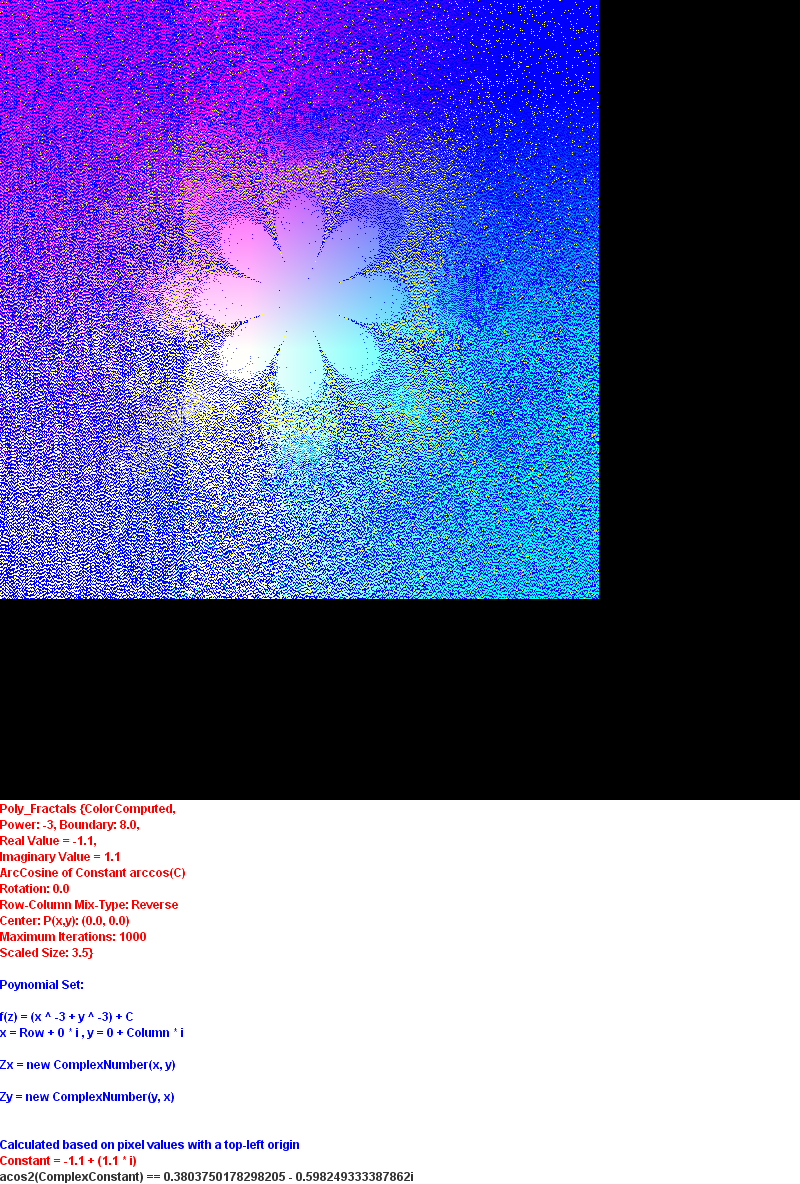 Poly_Fractals {ColorComputed,
Power: -3, Boundary: 8.0,
Real Value = -1.1,
Imaginary Value = 1.1
ArcCosine of Constant arccos(C)
Rotation: 0.0
Row-Column Mix-Type: Reverse
Center: P(x,y): (0.0, 0.0)
Maximum Iterations: 1000
Scaled Size: 3.5}
Poynomial Set:
f(z) = (x ^ -3 + y ^ -3) + C
x = Row + 0 * i , y = 0 + Column * i
Zx = new ComplexNumber(x, y)
Zy = new ComplexNumber(y, x)
Calculated based on pixel values with a top-left origin
Constant = -1.1 + (1.1 * i)
acos2(ComplexConstant) == 0.3803750178298205 - 0.598249333387862i